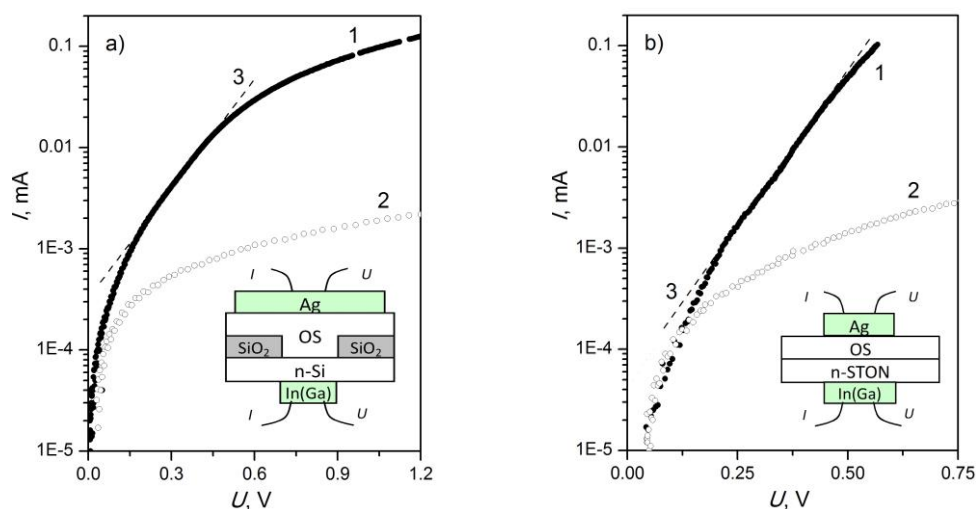 a)
1
3
2
0.1
0.01
1E-3
1E-4
1E-5
I, mA
0.0
0.3
0.6
0.9
1.2
U, V
I
U
Ag
OS
SiO2
SiO2
n-Si
In(Ga)
I
U
b)
1
2
3
0.1
0.01
1E-3
1E-4
1E-5
I, mA
0.00
0.25
0.50
0.75
U, V
I
U
Ag
OS
n-STON
In(Ga)
I
U